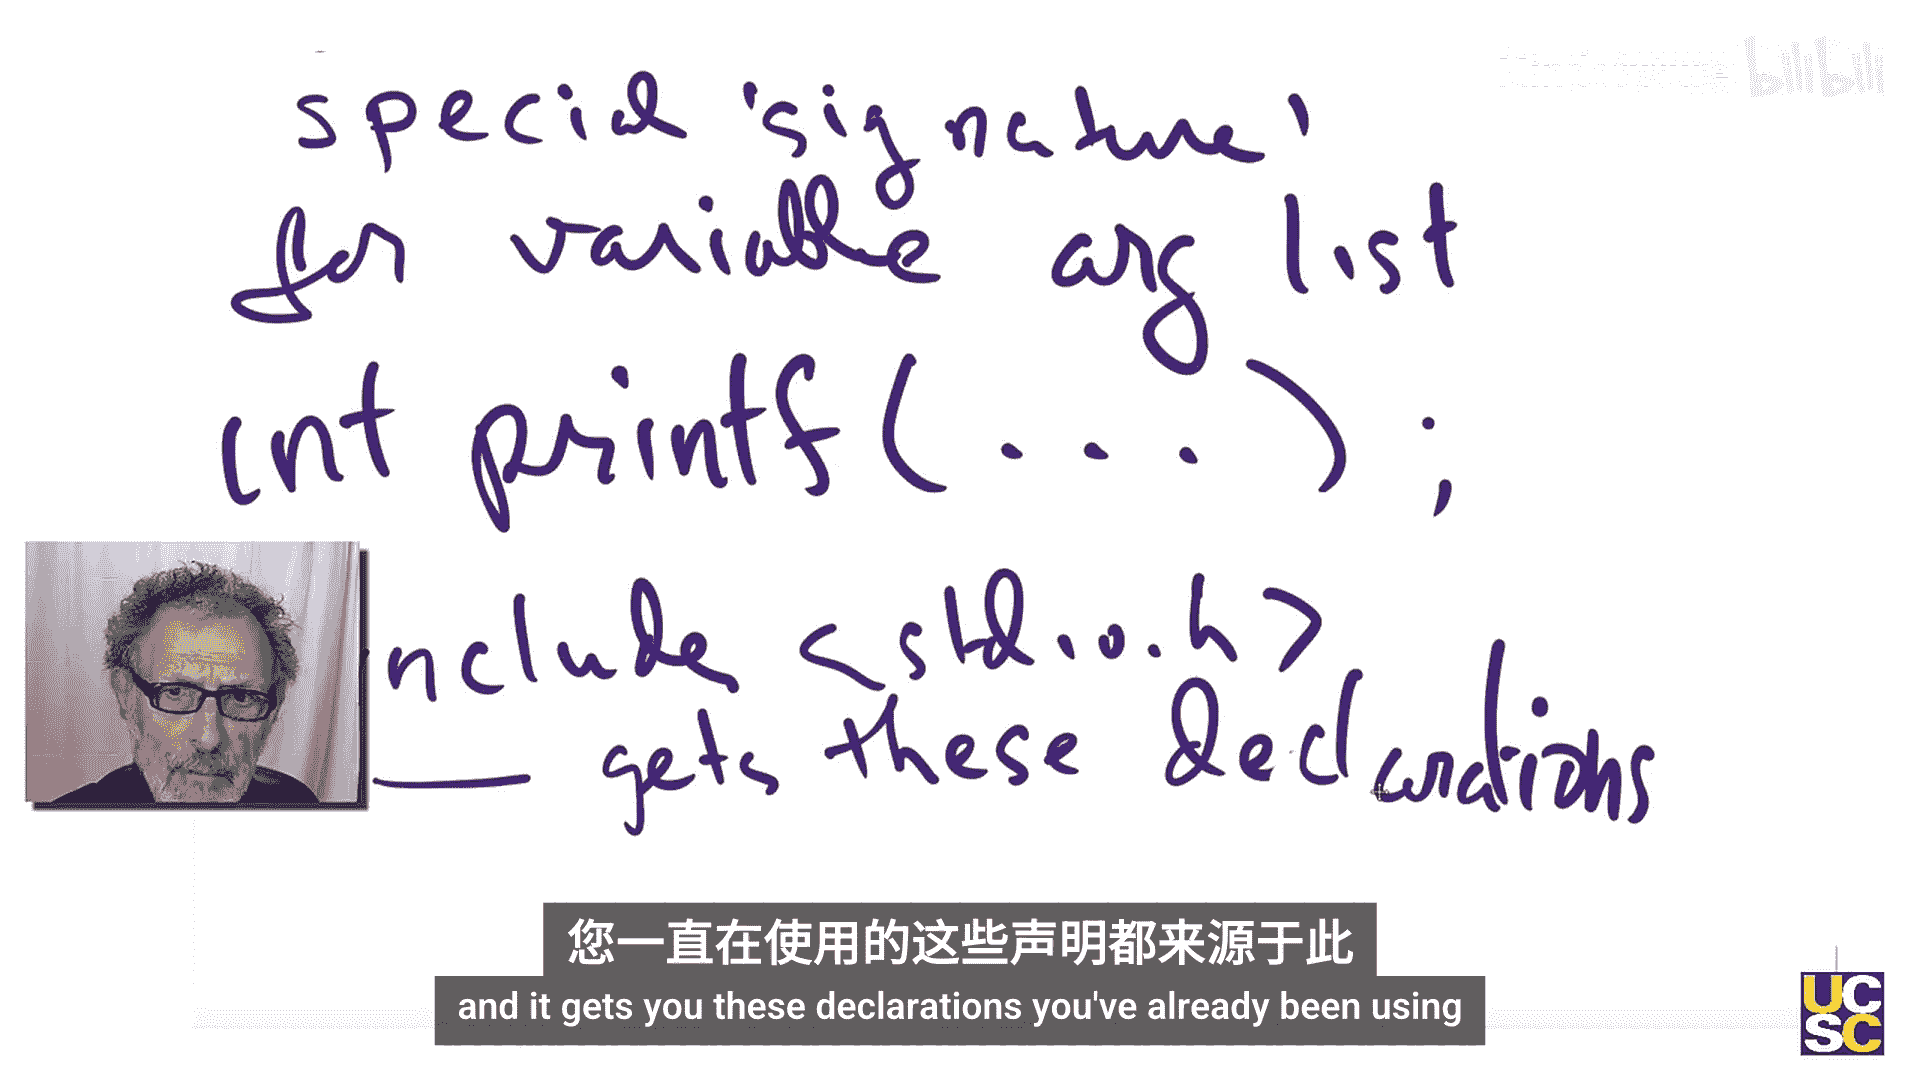 bilibili
special 'signature'
for variable arg list
int printf(...);
nclude <stdio.h>
gets these declarations
您一直在使用的这些声明都来源于此
and it gets you these declarations you've already been using
UC
SC